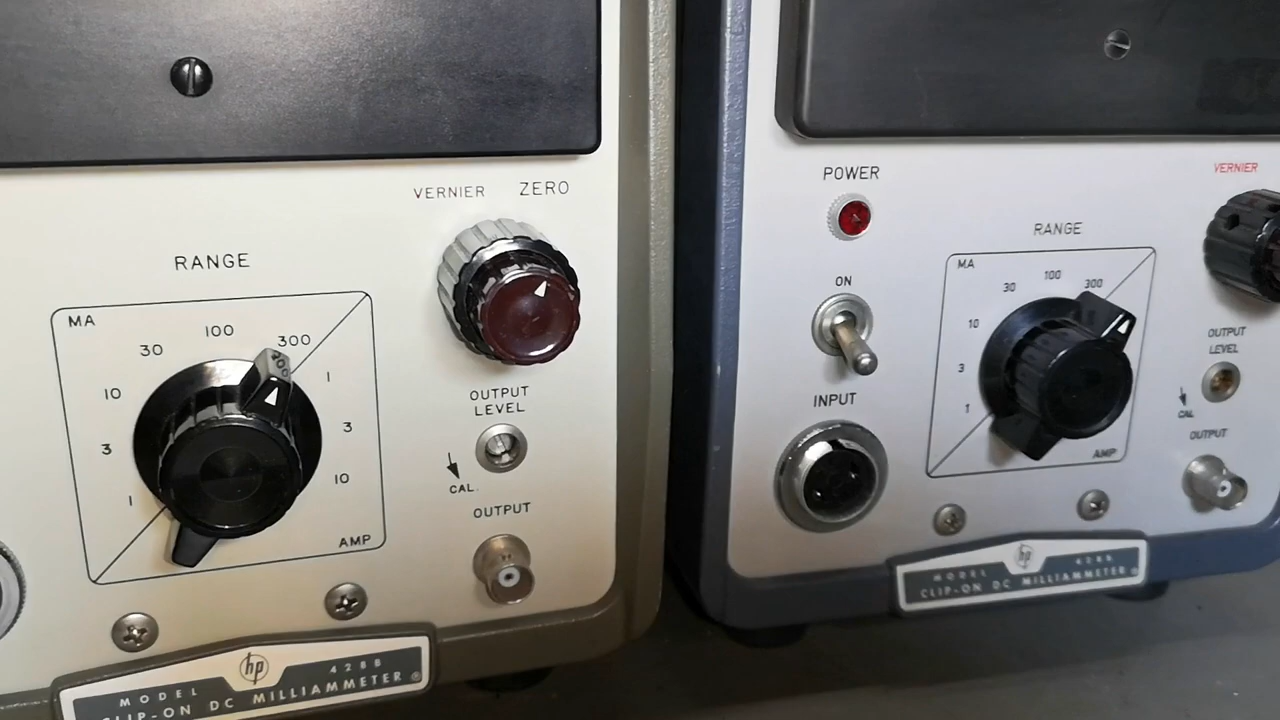 VERNIER ZERO
RANGE
MA
100
30
300
10
1
3
3
10
1
AMP
OUTPUT
LEVEL
CAL.
OUTPUT
hp
MODEL 428B
CLIP-ON DC MILLIAMMETER ®
POWER
ON
INPUT
RANGE
MA
100
30
300
10
3
1
AMP
VERNIER
OUTPUT
LEVEL
CAL
OUTPUT
hp
MODEL 428B
CLIP-ON DC MILLIAMMETER ®